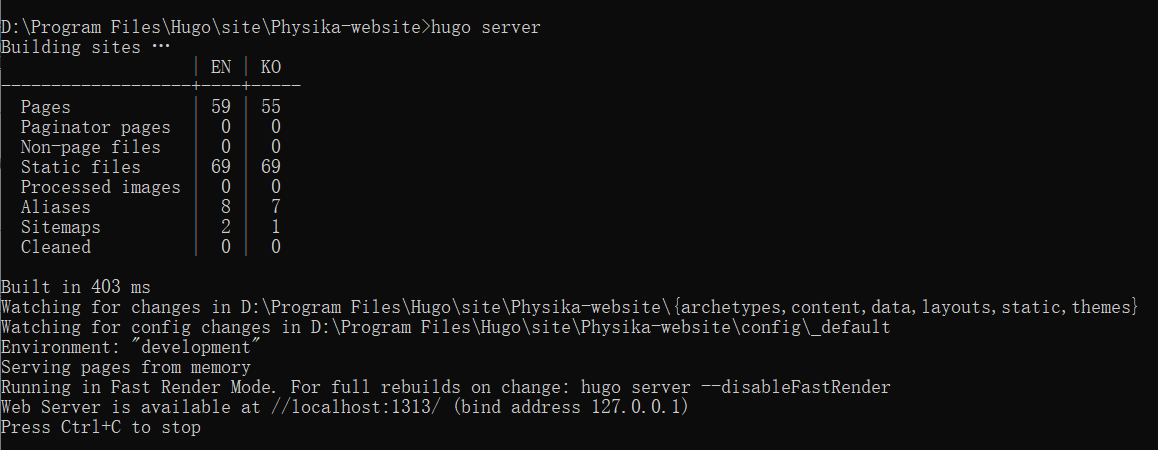 D:\Program Files\Hugo\site\Physika-website>hugo server
Building sites …
                   | EN | KO
-------------------+----+-----
  Pages            | 59 | 55
  Paginator pages  |  0 |  0
  Non-page files   |  0 |  0
  Static files     | 69 | 69
  Processed images |  0 |  0
  Aliases          |  8 |  7
  Sitemaps         |  2 |  1
  Cleaned          |  0 |  0
Built in 403 ms
Watching for changes in D:\Program Files\Hugo\site\Physika-website\{archetypes,content,data,layouts,static,themes}
Watching for config changes in D:\Program Files\Hugo\site\Physika-website\config\_default
Environment: "development"
Serving pages from memory
Running in Fast Render Mode. For full rebuilds on change: hugo server --disableFastRender
Web Server is available at //localhost:1313/ (bind address 127.0.0.1)
Press Ctrl+C to stop